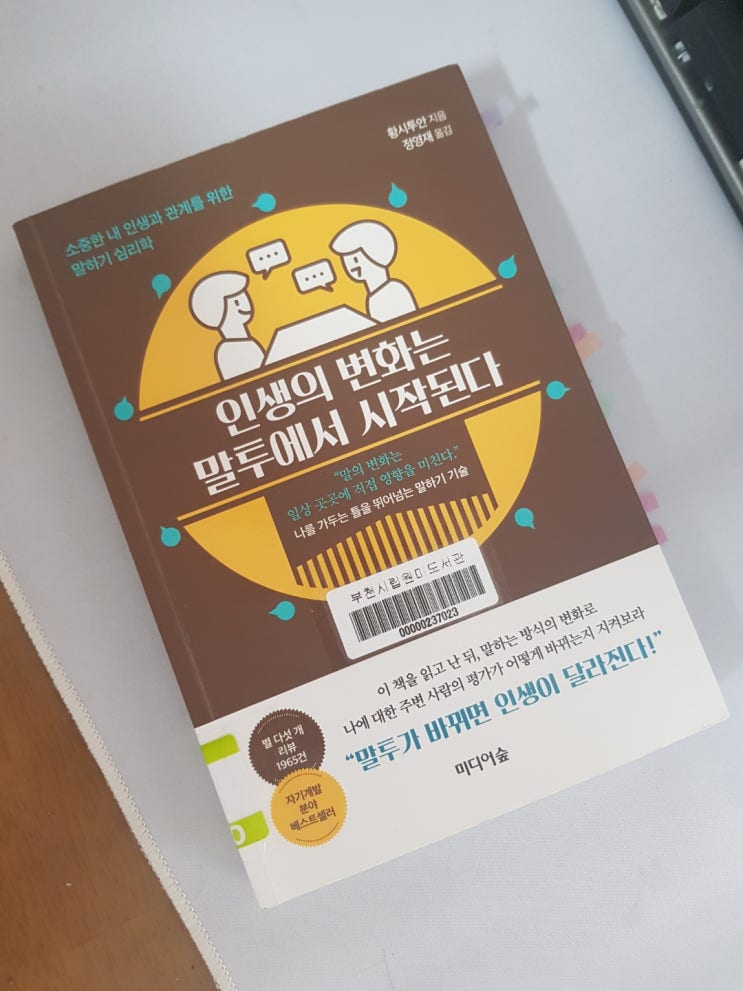 황시투안 지음
정영재 옮김
소중한 내 인생과 관계를 위한
말하기 심리학
인생의 변화는
말투에서 시작된다
“말의 변화는
일상 곳곳에 직접 영향을 미친다.”
나를 가두는 틀을 뛰어넘는 말하기 기술
부천시립원미도서관
00000237023
이 책을 읽고 난 뒤, 말하는 방식의 변화로
나에 대한 주변 사람의 평가가 어떻게 바뀌는지 지켜보라
“말투가 바뀌면 인생이 달라진다!”
별 다섯 개
리뷰
1965건
자기계발
분야
베스트셀러
미디어숲